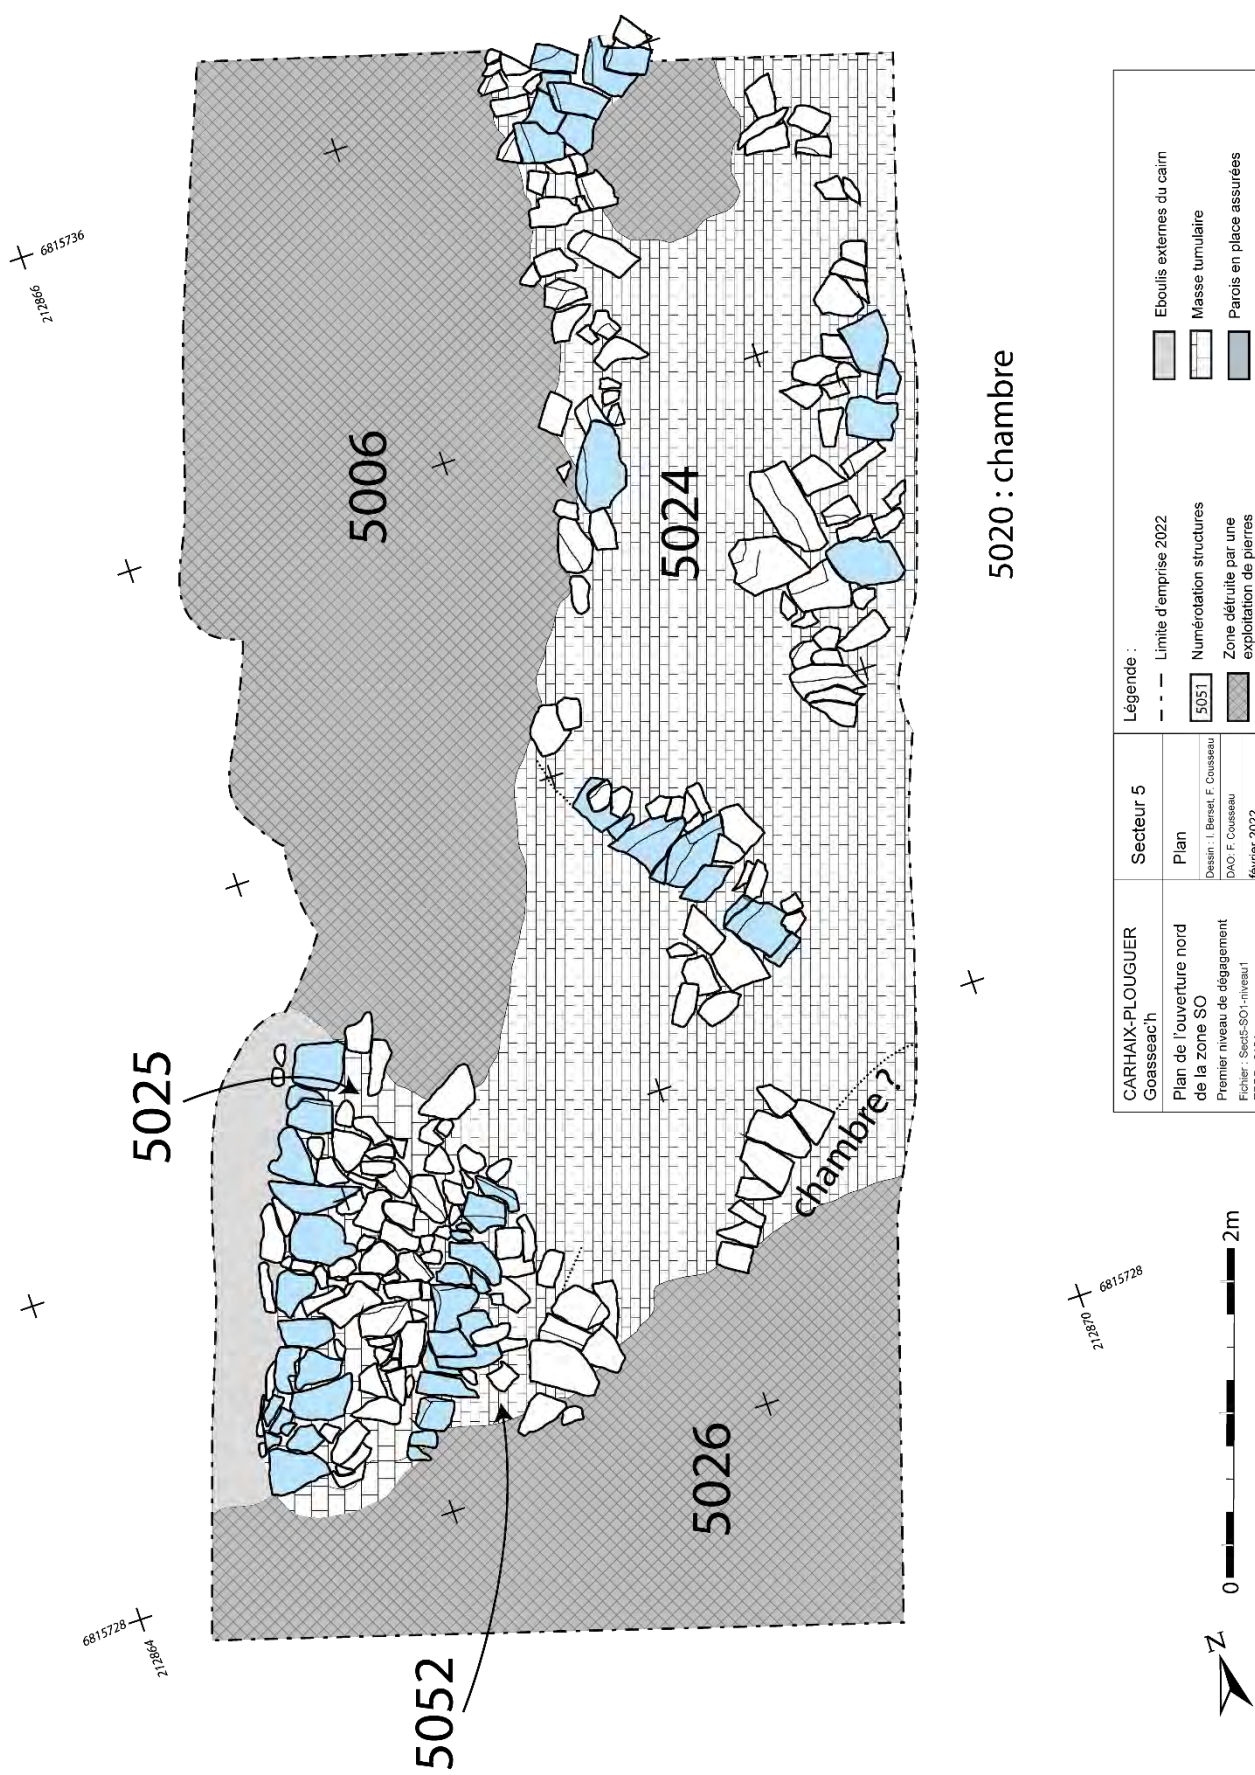 6815736
212866
5006
5024
5020 : chambre
5025
chambre ?
5026
5052
6815728
212864
6815728
212870
0
2m
N
CARHAIX-PLOUGUER
Goasseac'h
Plan de l'ouverture nord
de la zone SO
Premier niveau de dégagement
Fichier : Sect5-SO1-niveau1
Secteur 5
Plan
Dessin : I. Berset, F. Cousseau
DAO: F. Cousseau
février 2022
Légende :
Limite d'emprise 2022
5051
Numérotation structures
Zone détruite par une
exploitation de pierres
Eboulis externes du cairn
Masse tumulaire
Parois en place assurées